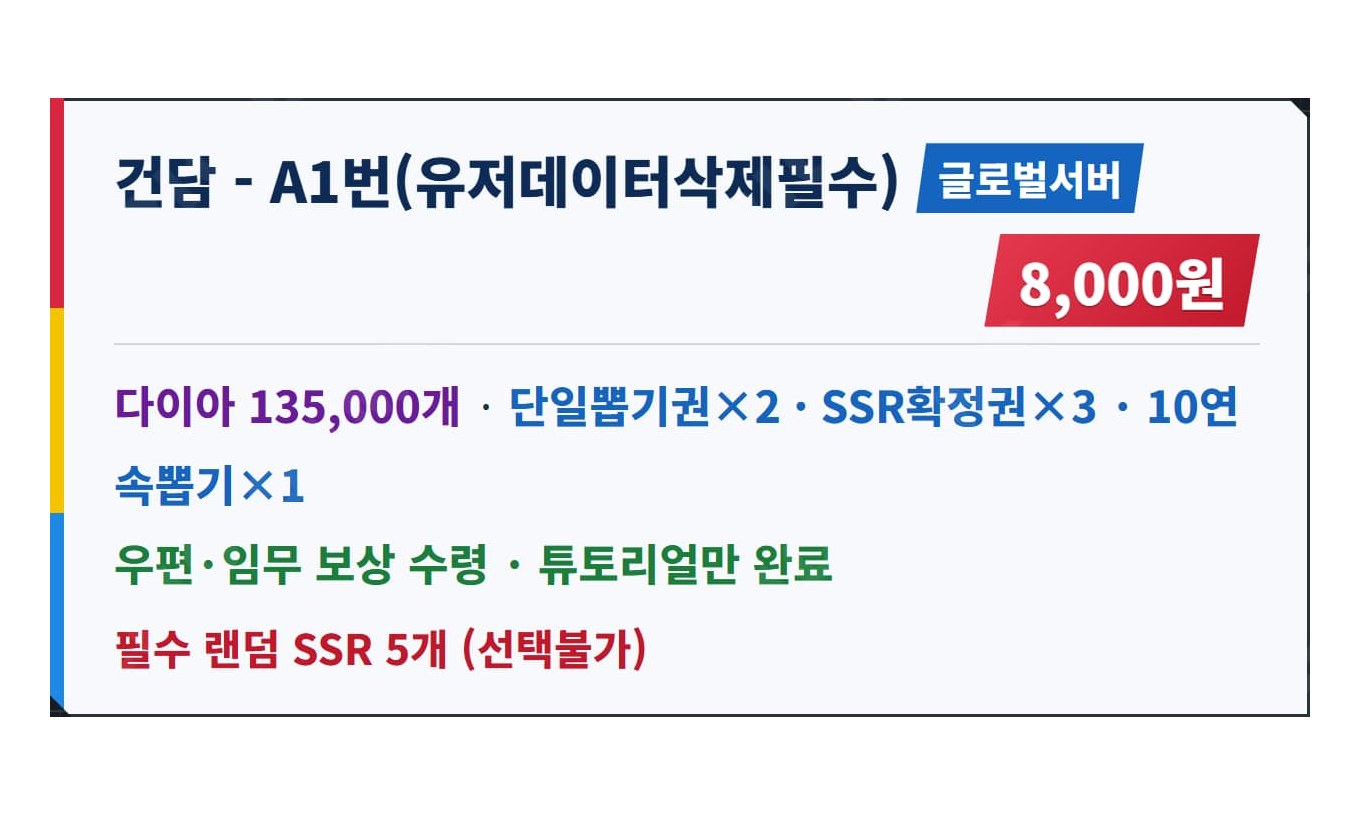 건담 - A1번(유저데이터삭제필수) 글로벌서버
8,000원
다이아 135,000개 · 단일뽑기권×2 · SSR확정권×3 · 10연
속뽑기×1
우편·임무 보상 수령 · 튜토리얼만 완료
필수 랜덤 SSR 5개 (선택불가)